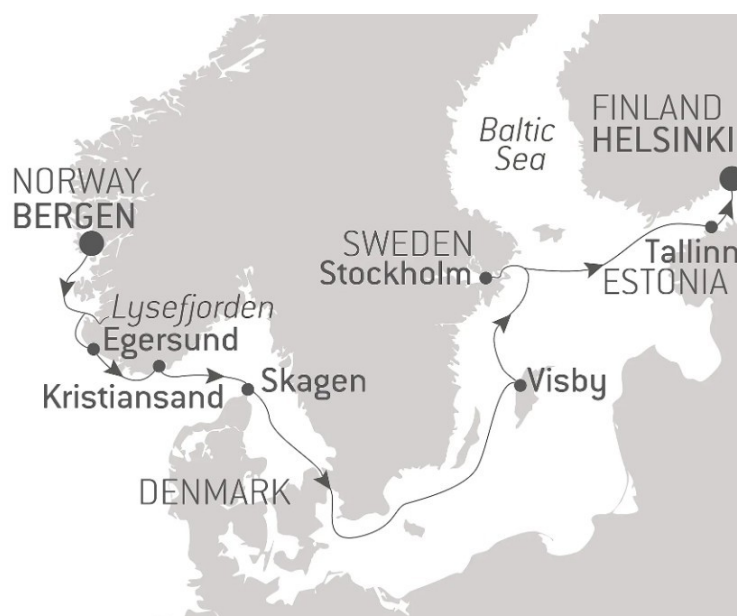 NORWAY
BERGEN
Lysefjorden
Egersund
Kristiansand
Skagen
DENMARK
SWEDEN
Stockholm
Visby
Baltic
Sea
FINLAND
HELSINKI
Tallinn
ESTONIA